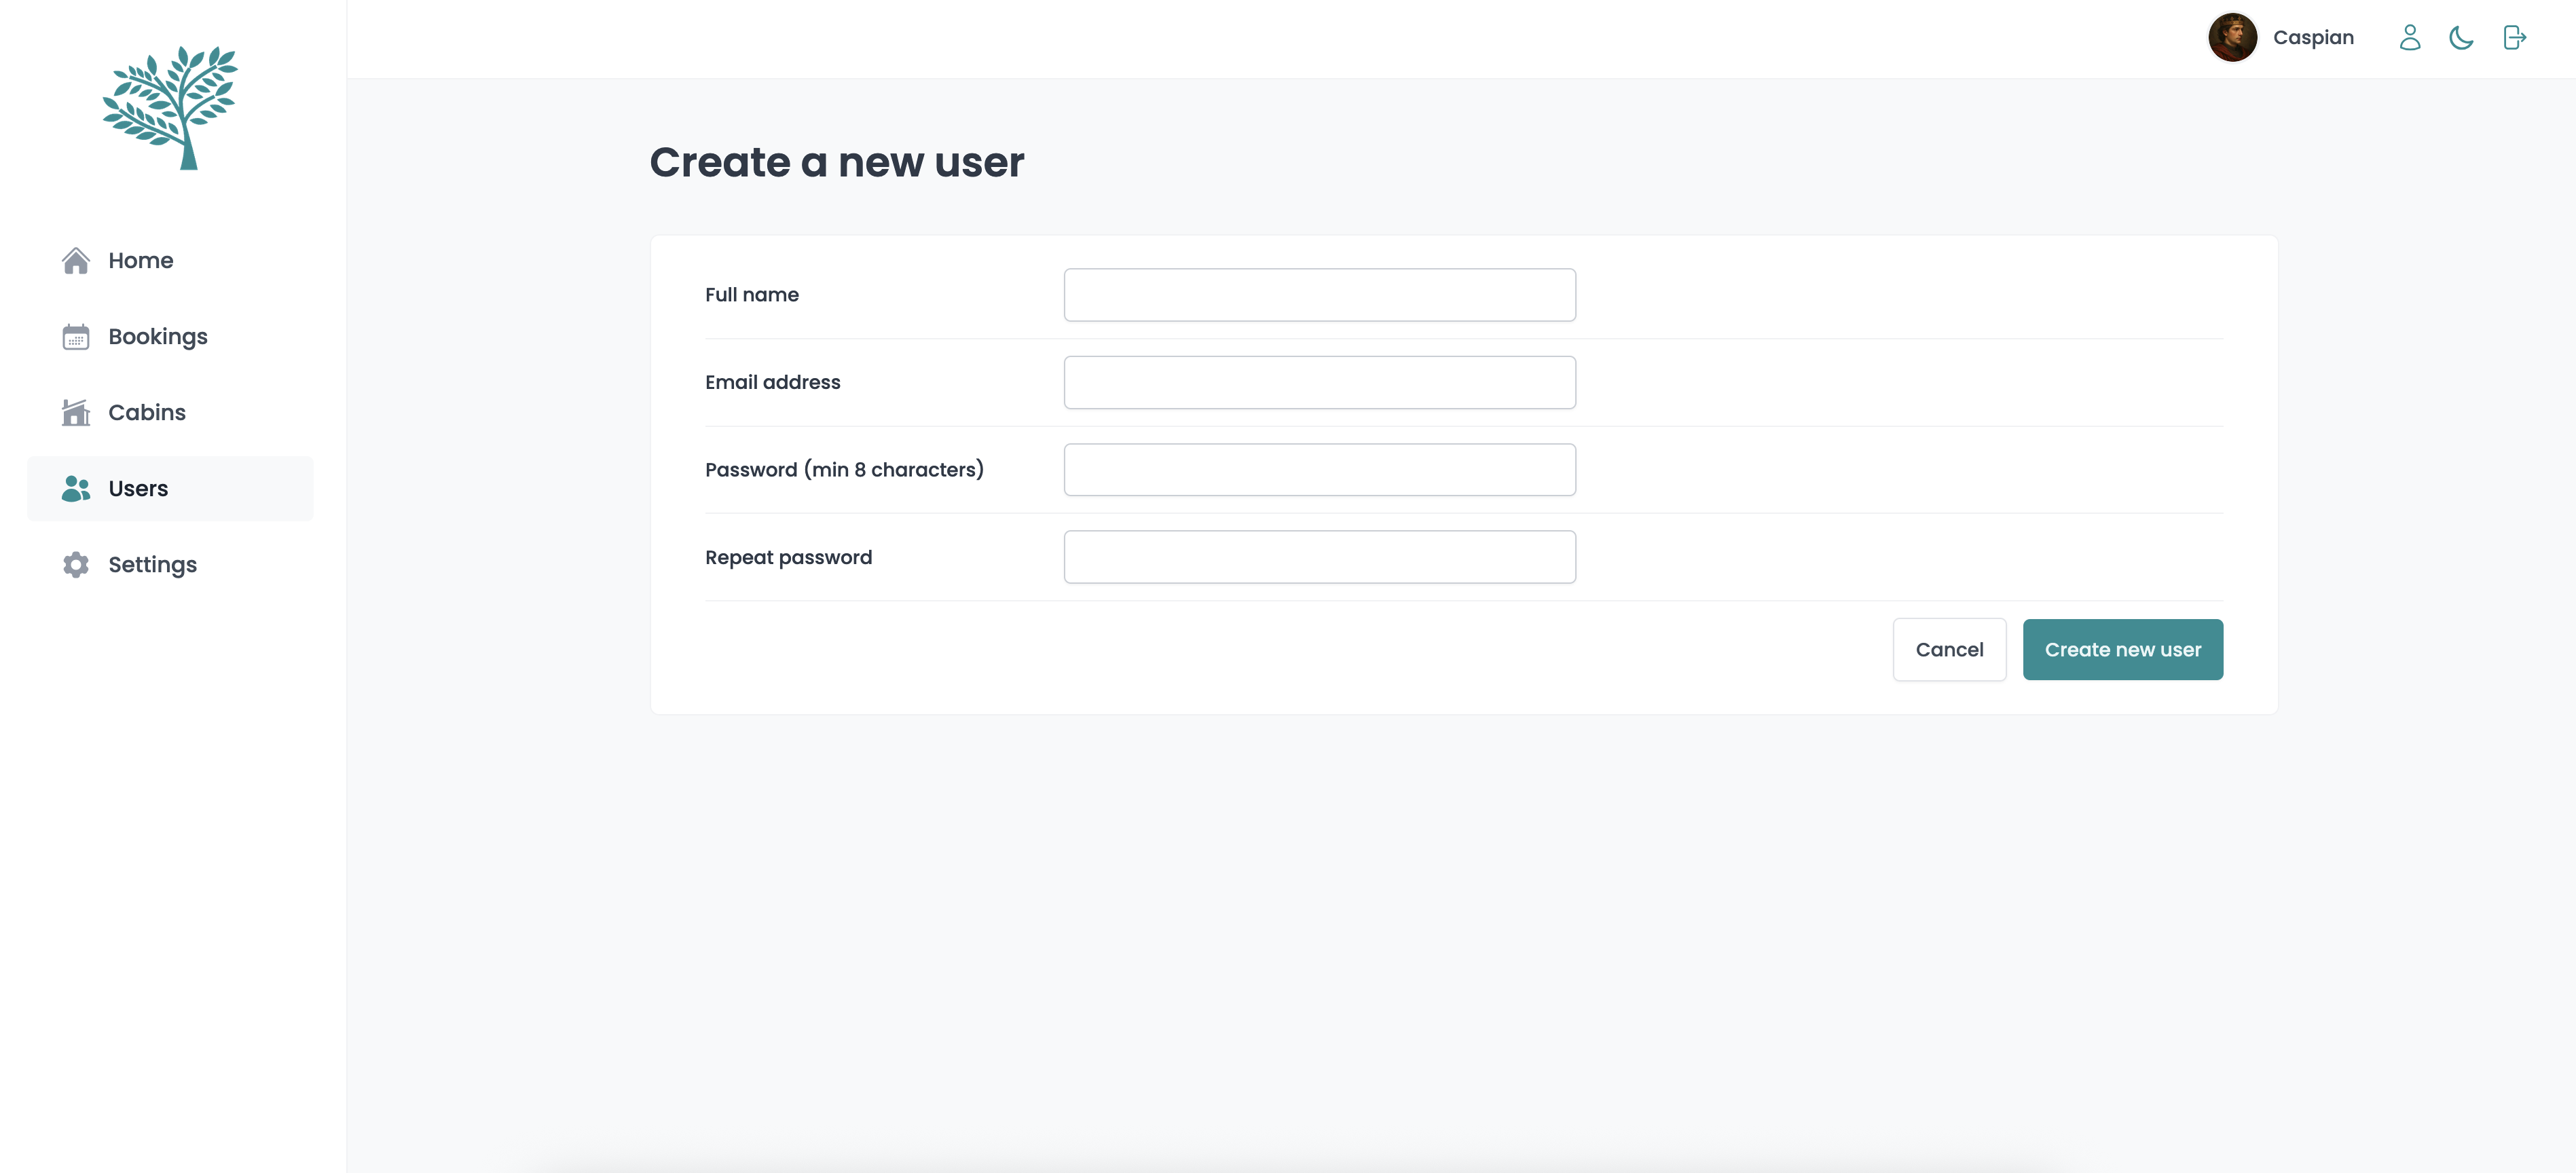 Caspian
Home
Bookings
Cabins
Users
Settings
Create a new user
Full name
Email address
Password (min 8 characters)
Repeat password
Cancel
Create new user